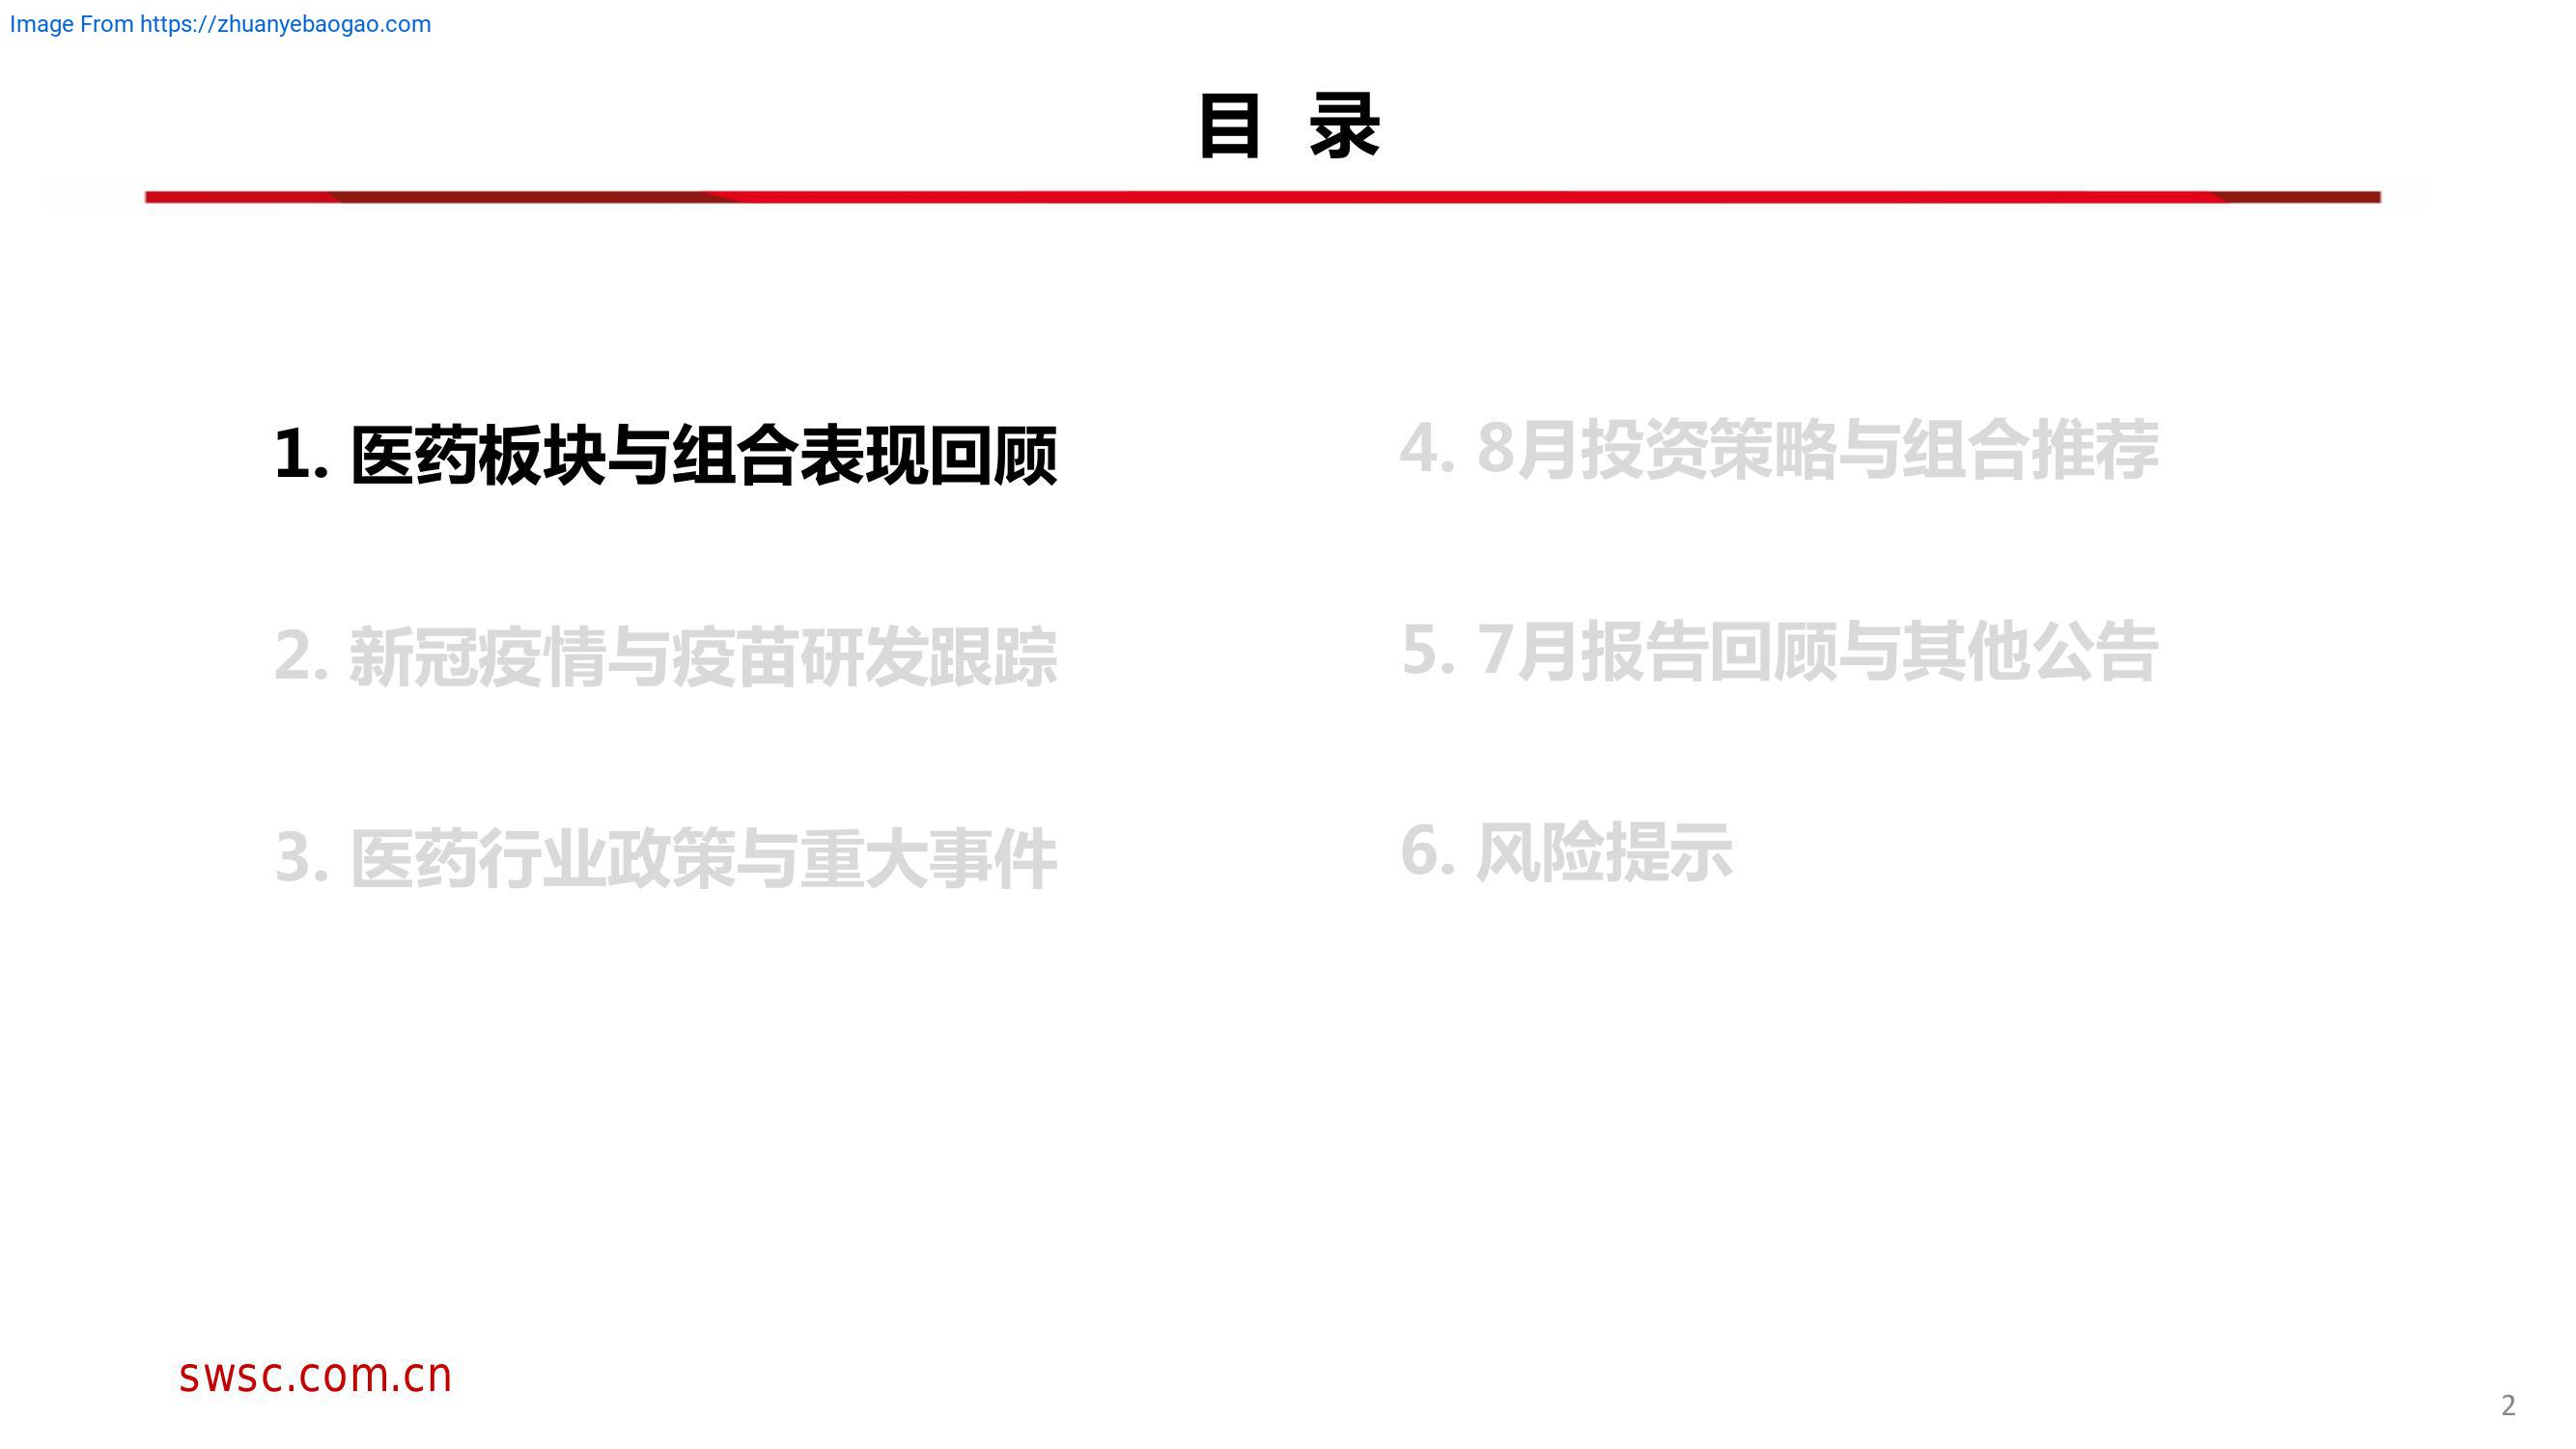 Image From https://zhuanyebaogao.com
目 录
1. 医药板块与组合表现回顾
2. 新冠疫情与疫苗研发跟踪
3. 医药行业政策与重大事件
4. 8月投资策略与组合推荐
5. 7月报告回顾与其他公告
6. 风险提示
swsc.com.cn
2